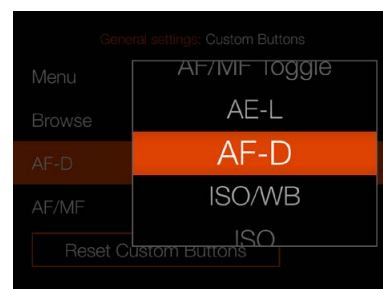 General settings: Custom Buttons
Menu
Browse
AF-D
AF/MF
Reset Custom Buttons
AF/MF Toggle
AE-L
AF-D
ISO/WB
ISO